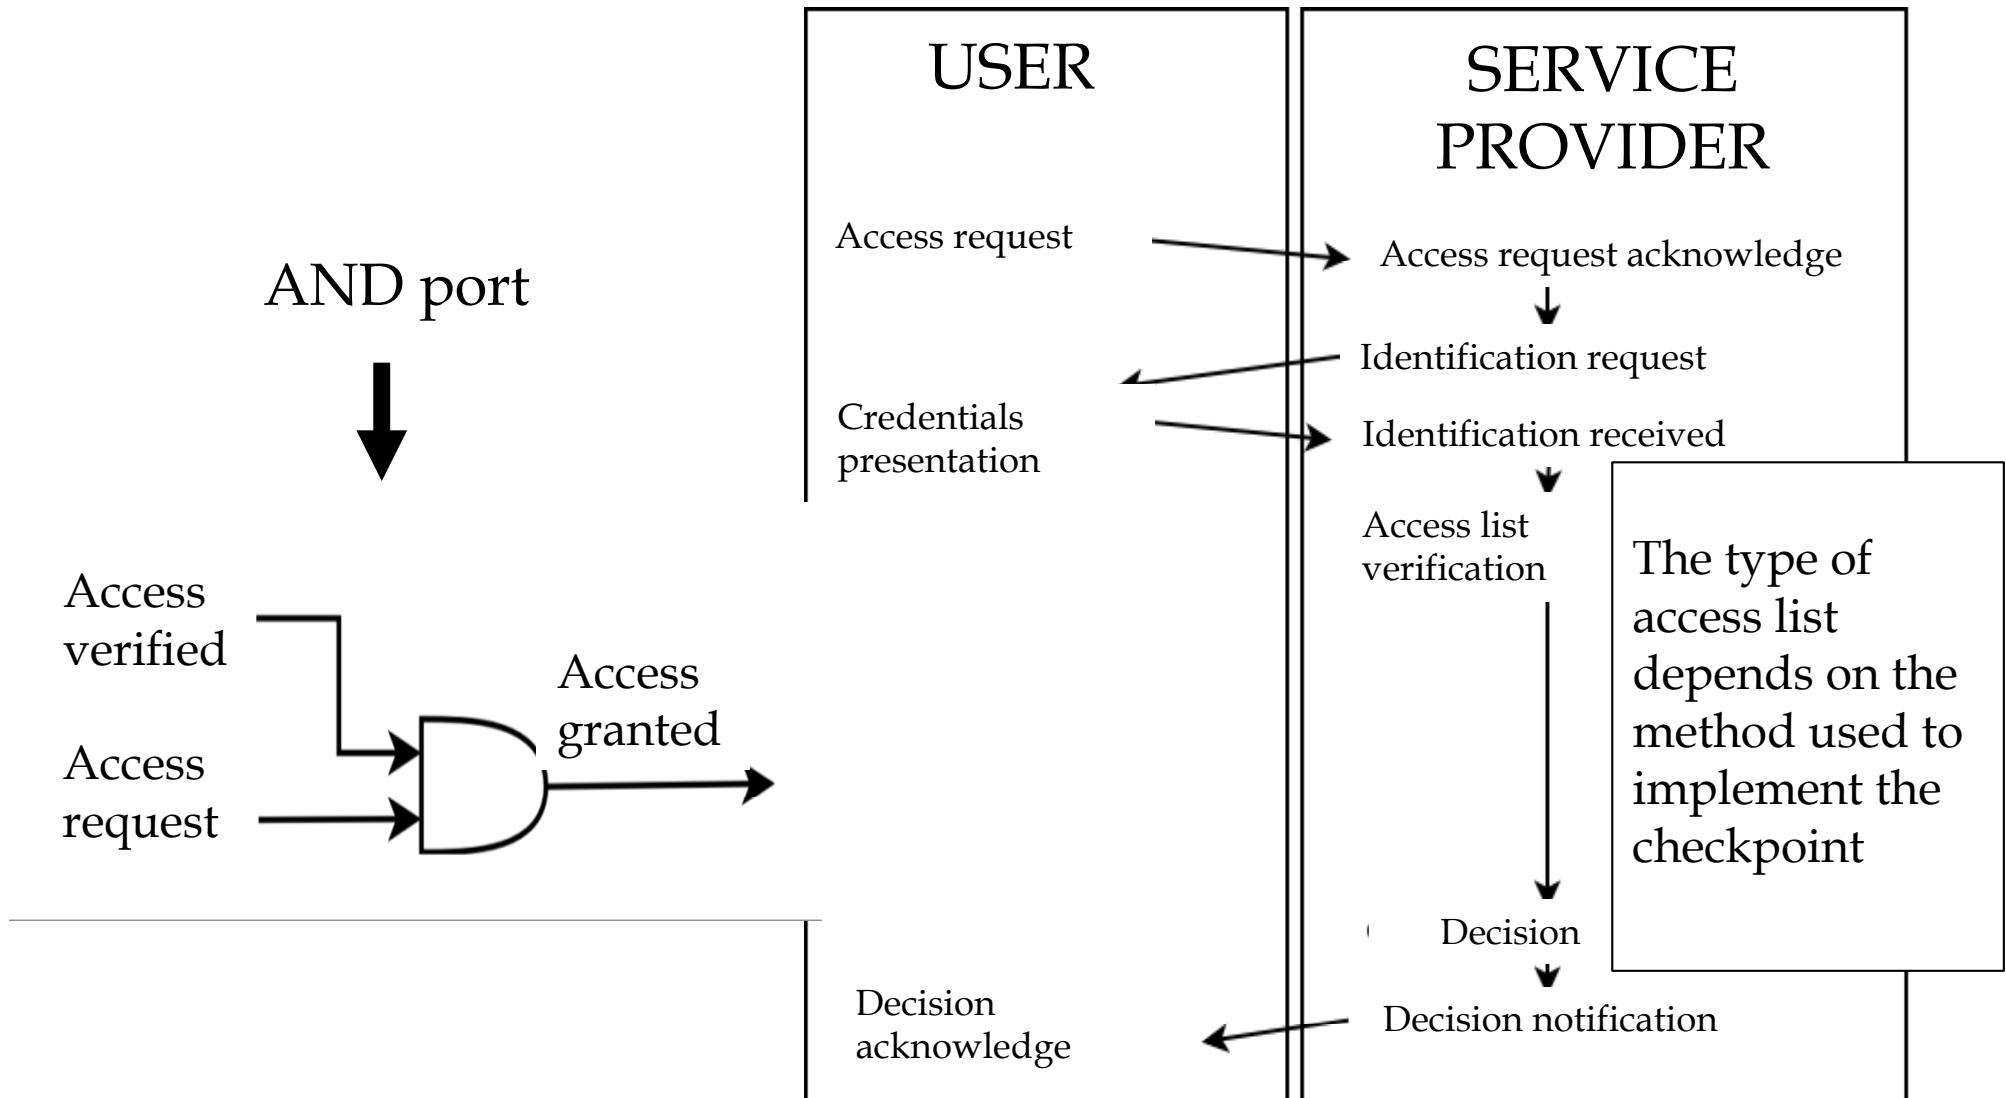 USER
SERVICE
PROVIDER
Access request
Access request acknowledge
AND port
Identification request
Credentials
presentation
Identification received
Access list
verification
The type of
access list
depends on the
method used to
implement the
checkpoint
Access
verified
Access
granted
Access
request
Decision
Decision
acknowledge
Decision notification